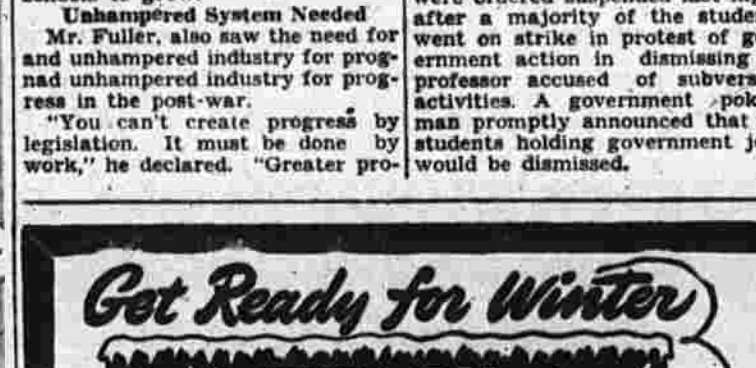 Unhampered System Needed
Mr. Fuller, also saw the need for
and unhampered industry for prog-
nad unhampered industry for prog-
ress in the post-war.
"You can't create progress by
legislation. It must be done by
work," he declared. "Greater pro-
after a majority of the
went on strike in protest of
ernment action in dismissing
professor accused of
activities. A government
man promptly announced that
students holding government
would be dismissed.
Get Ready for Winter